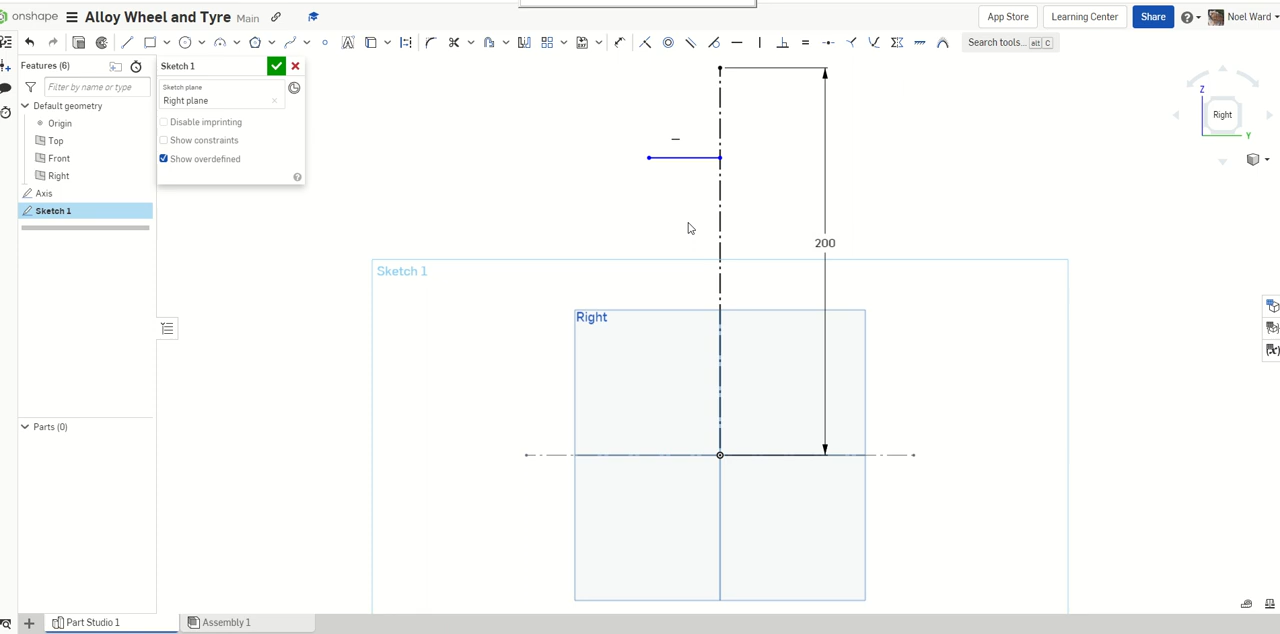 onshape Alloy Wheel and Tyre Main App Store Learning Center Share Noel Ward
Search tools... alt C
Features (6)
Filter by name or type
Default geometry
Origin
Top
Front
Right
Axis
Sketch 1
Parts (0)
Sketch 1
Sketch plane
Right plane
Disable imprinting
Show constraints
Show overdefined
200
Sketch 1
Right
Z
Right
Y
Part Studio 1
Assembly 1